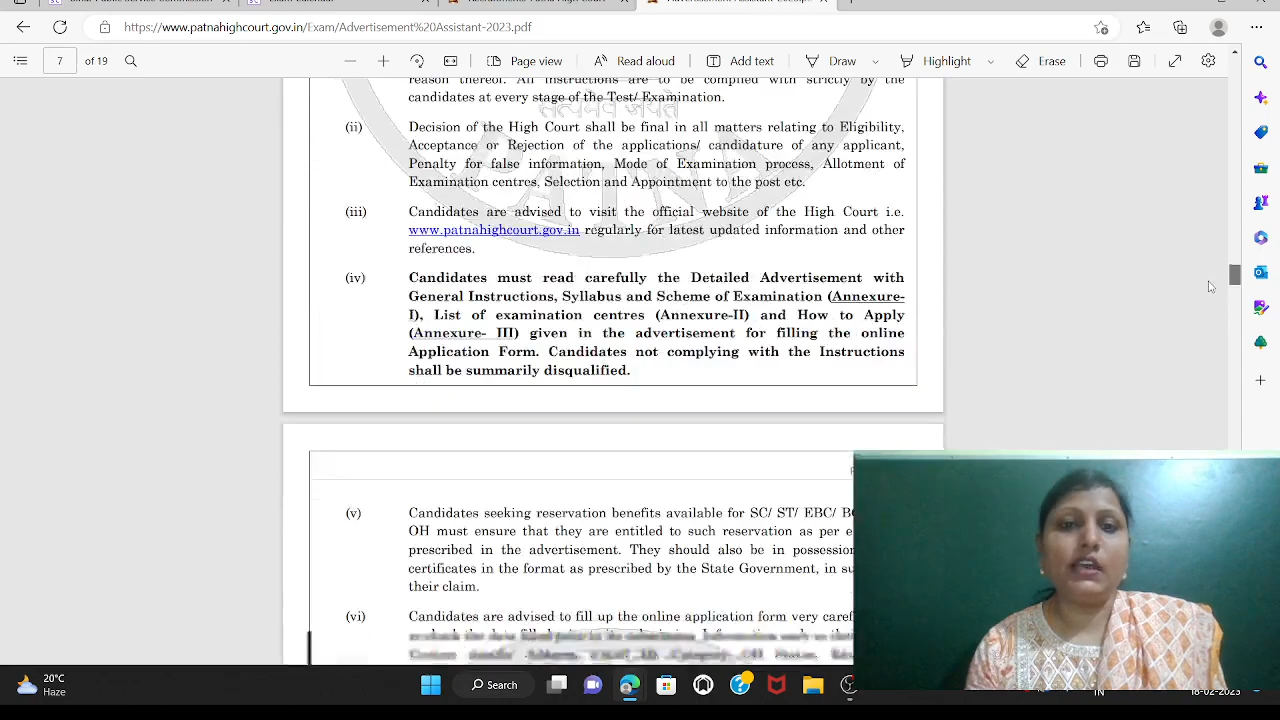 https://www.patnahighcourt.gov.in/Exam/Advertisement%20Assistant-2023.pdf
7 of 19
Page view
Read aloud
Add text
Draw
Highlight
Erase
reason thereof. All instructions are to be complied with strictly by the
candidates at every stage of the Test/ Examination.
सत्यमेव जयते
PATNA
(ii) Decision of the High Court shall be final in all matters relating to Eligibility,
Acceptance or Rejection of the applications/ candidature of any applicant,
Penalty for false information, Mode of Examination process, Allotment of
Examination centres, Selection and Appointment to the post etc.
(iii) Candidates are advised to visit the official website of the High Court i.e.
www.patnahighcourt.gov.in regularly for latest updated information and other
references.
(iv) Candidates must read carefully the Detailed Advertisement with
General Instructions, Syllabus and Scheme of Examination (Annexure-
I), List of examination centres (Annexure-II) and How to Apply
(Annexure- III) given in the advertisement for filling the online
Application Form. Candidates not complying with the Instructions
shall be summarily disqualified.
(v) Candidates seeking reservation benefits available for SC/ ST/ EBC/
OH must ensure that they are entitled to such reservation as per
prescribed in the advertisement. They should also be in
certificates in the format as prescribed by the State Government, in
their claim.
(vi) Candidates are advised to fill up the online application form very
20°C
Haze
Search
IN
18-02-2023